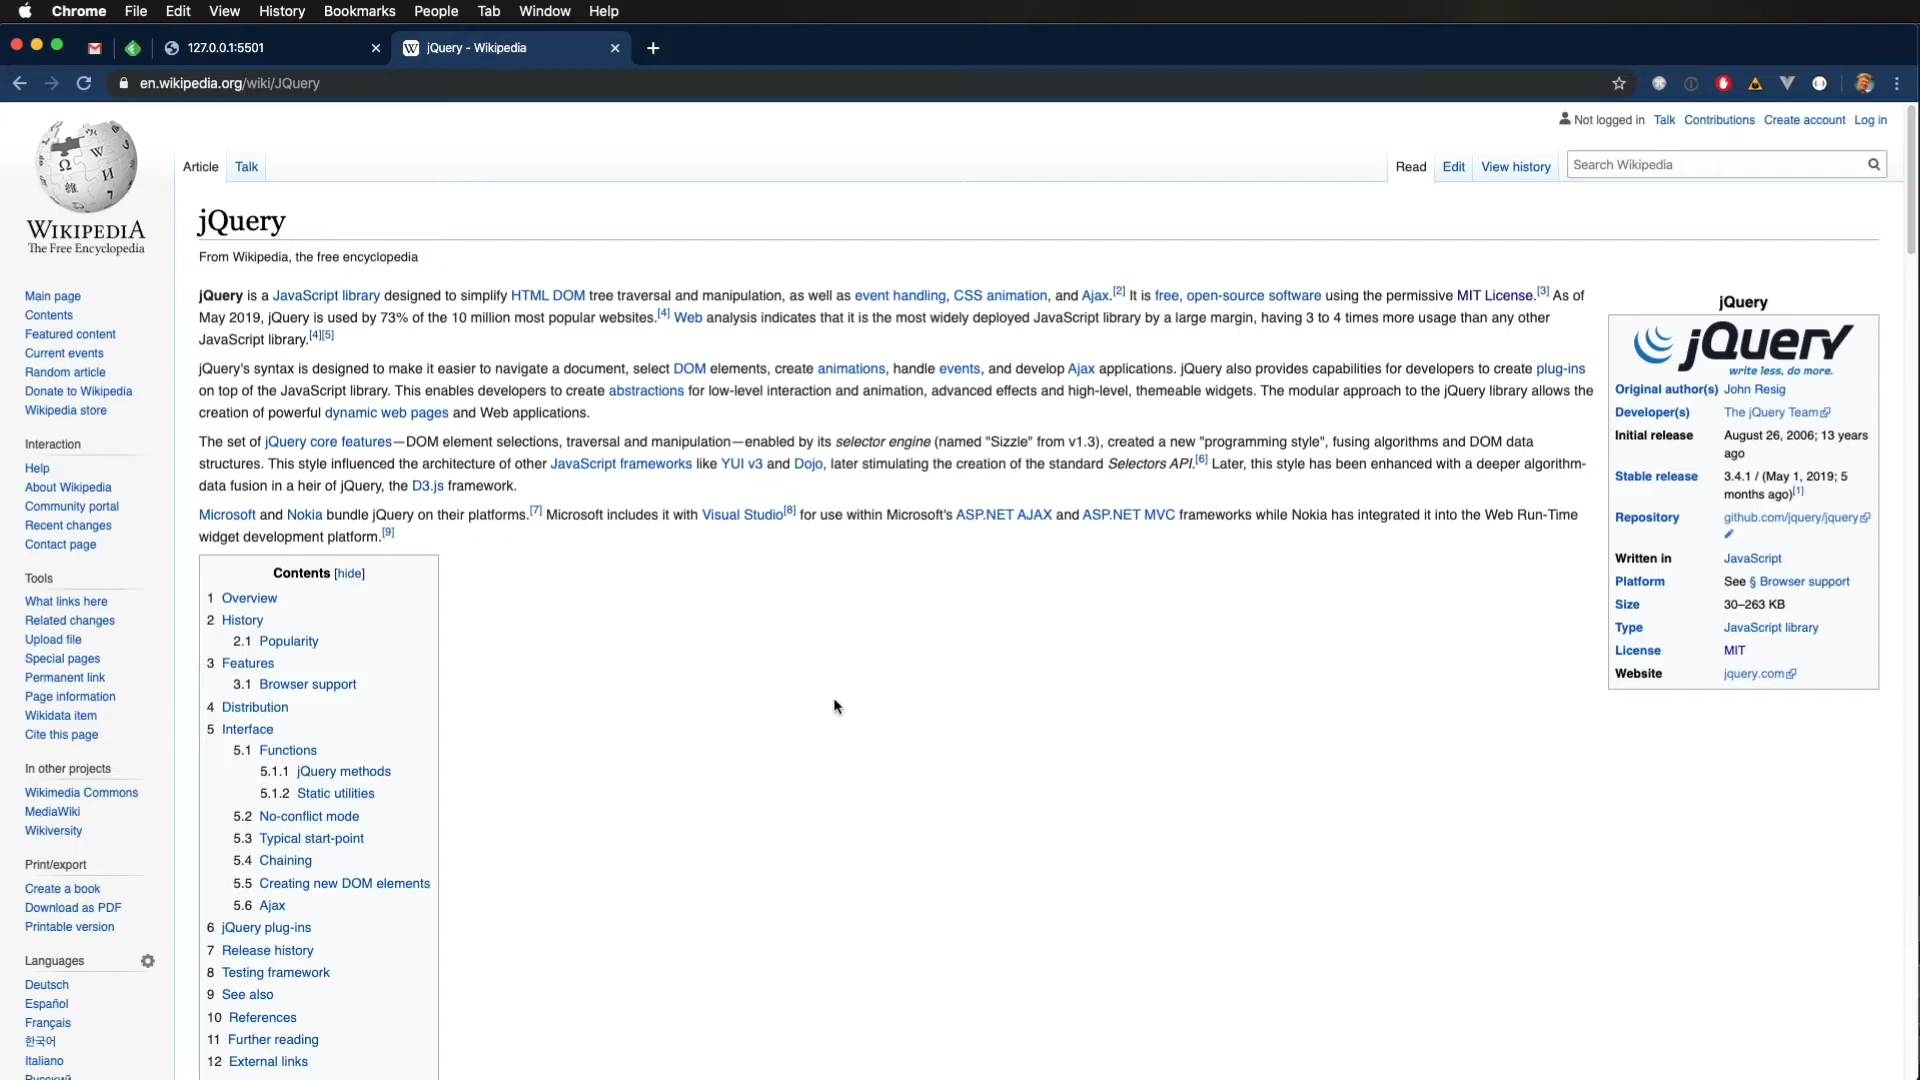 Chrome File Edit View History Bookmarks People Tab Window Help
127.0.0.1:5501
jQuery - Wikipedia
en.wikipedia.org/wiki/JQuery
Not logged in Talk Contributions Create account Log in
Article Talk
Read Edit View history Search Wikipedia
WIKIPEDIA
The Free Encyclopedia
Main page
Contents
Featured content
Current events
Random article
Donate to Wikipedia
Wikipedia store
Interaction
Help
About Wikipedia
Community portal
Recent changes
Contact page
Tools
What links here
Related changes
Upload file
Special pages
Permanent link
Page information
Wikidata item
Cite this page
In other projects
Wikimedia Commons
MediaWiki
Wikiversity
Print/export
Create a book
Download as PDF
Printable version
Languages
Deutsch
Español
Français
한국어
Italiano
Русский
jQuery
From Wikipedia, the free encyclopedia
jQuery is a JavaScript library designed to simplify HTML DOM tree traversal and manipulation, as well as event handling, CSS animation, and Ajax.[2] It is free, open-source software using the permissive MIT License.[3] As of
May 2019, jQuery is used by 73% of the 10 million most popular websites.[4] Web analysis indicates that it is the most widely deployed JavaScript library by a large margin, having 3 to 4 times more usage than any other
JavaScript library.[4][5]
jQuery's syntax is designed to make it easier to navigate a document, select DOM elements, create animations, handle events, and develop Ajax applications. jQuery also provides capabilities for developers to create plug-ins
on top of the JavaScript library. This enables developers to create abstractions for low-level interaction and animation, advanced effects and high-level, themeable widgets. The modular approach to the jQuery library allows the
creation of powerful dynamic web pages and Web applications.
The set of jQuery core features—DOM element selections, traversal and manipulation—enabled by its selector engine (named "Sizzle" from v1.3), created a new "programming style", fusing algorithms and DOM data
structures. This style influenced the architecture of other JavaScript frameworks like YUI v3 and Dojo, later stimulating the creation of the standard Selectors API.[6] Later, this style has been enhanced with a deeper algorithm-
data fusion in a heir of jQuery, the D3.js framework.
Microsoft and Nokia bundle jQuery on their platforms.[7] Microsoft includes it with Visual Studio[8] for use within Microsoft's ASP.NET AJAX and ASP.NET MVC frameworks while Nokia has integrated it into the Web Run-Time
widget development platform.[9]
Contents [hide]
1 Overview
2 History
2.1 Popularity
3 Features
3.1 Browser support
4 Distribution
5 Interface
5.1 Functions
5.1.1 jQuery methods
5.1.2 Static utilities
5.2 No-conflict mode
5.3 Typical start-point
5.4 Chaining
5.5 Creating new DOM elements
5.6 Ajax
6 jQuery plug-ins
7 Release history
8 Testing framework
9 See also
10 References
11 Further reading
12 External links
jQuery
jQuery
write less, do more.
Original author(s) John Resig
Developer(s) The jQuery Team
Initial release August 26, 2006; 13 years
ago
Stable release 3.4.1 / (May 1, 2019; 5
months ago)[1]
Repository github.com/jquery/jquery
Written in JavaScript
Platform See § Browser support
Size 30–263 KB
Type JavaScript library
License MIT
Website jquery.com